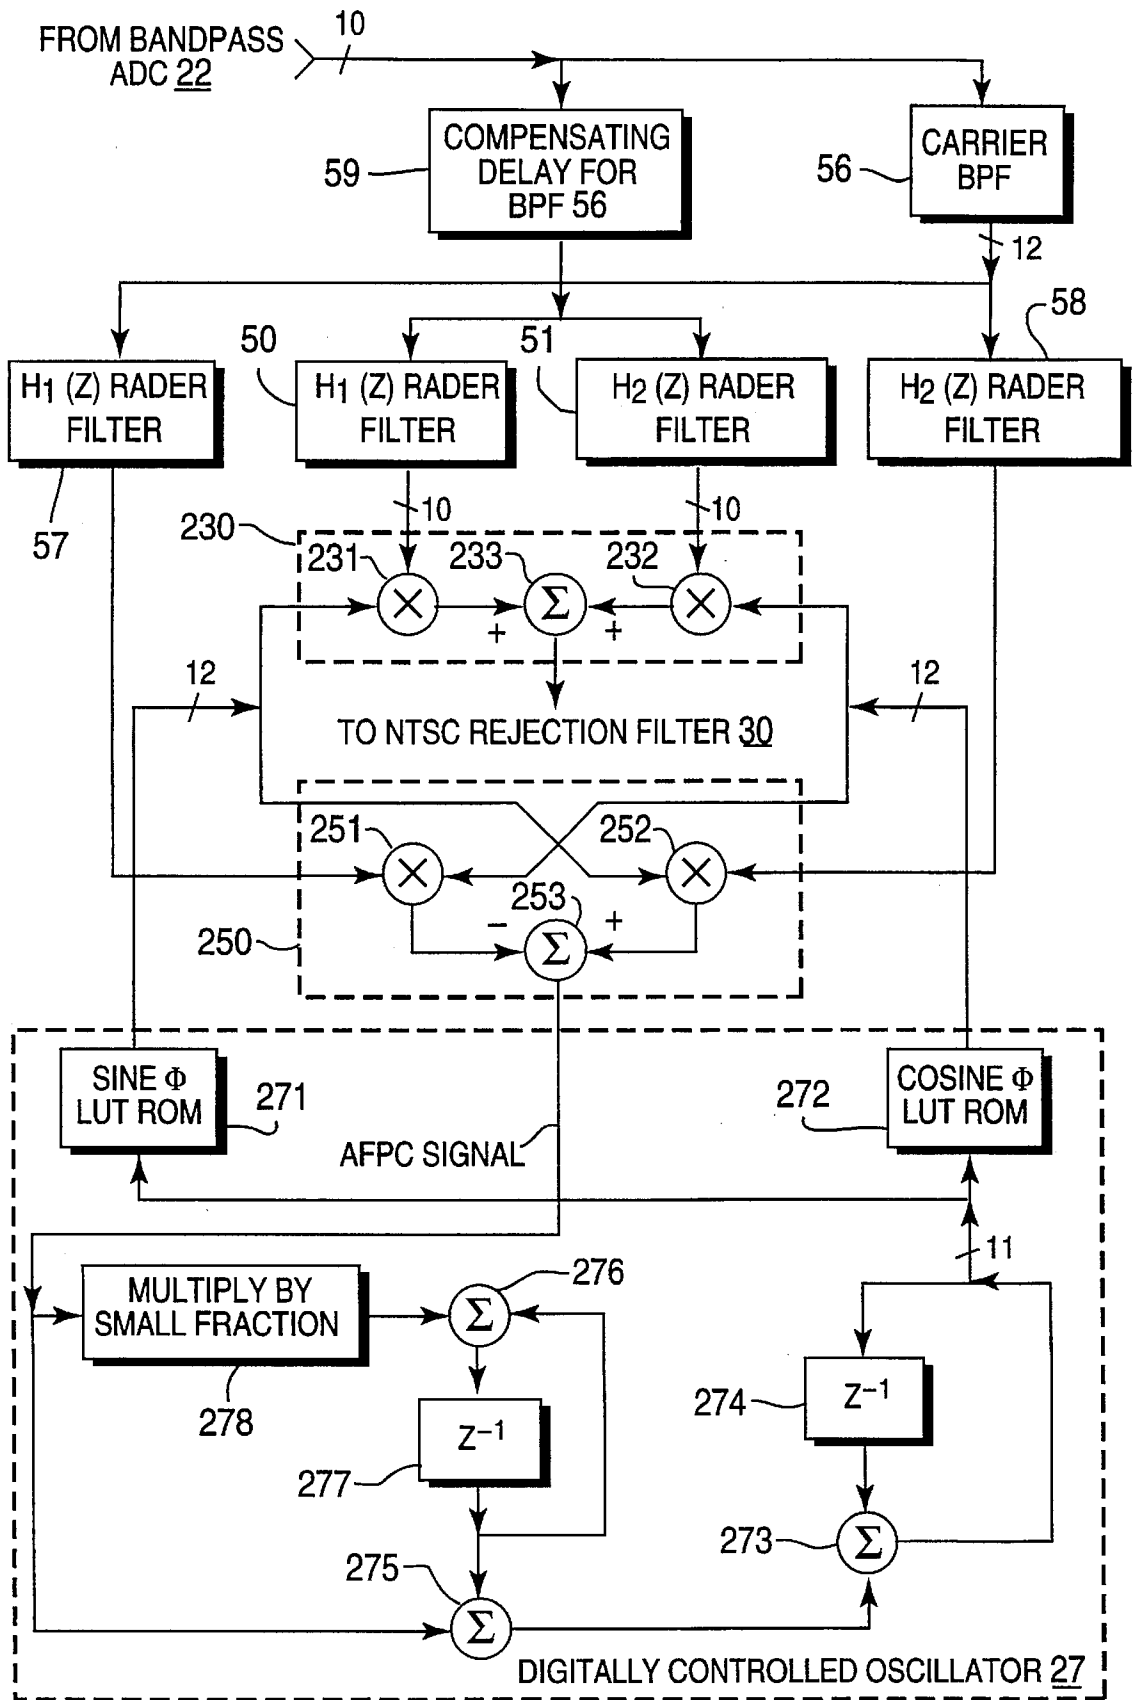 10
FROM BANDPASS
ADC 22
COMPENSATING
DELAY FOR
BPF 56
59
CARRIER
BPF
56
12
58
50
51
H1 (Z) RADER
FILTER
H1 (Z) RADER
FILTER
H2 (Z) RADER
FILTER
H2 (Z) RADER
FILTER
57
10
10
230
231
233
232
×
Σ
×
+
+
12
12
TO NTSC REJECTION FILTER 30
251
252
×
×
253
−
+
Σ
250
SINE Φ
LUT ROM
271
COSINE Φ
LUT ROM
272
AFPC SIGNAL
11
MULTIPLY BY
SMALL FRACTION
278
276
Σ
Z−1
277
Z−1
274
275
Σ
273
Σ
DIGITALLY CONTROLLED OSCILLATOR 27